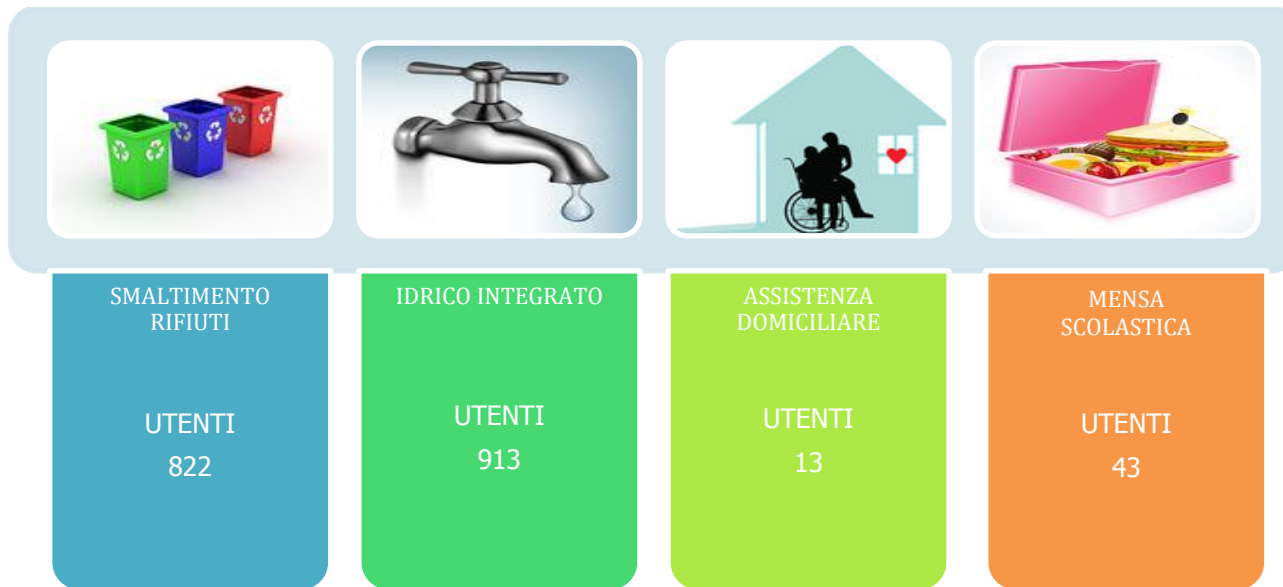 SMALTIMENTO
RIFIUTI
UTENTI
822
IDRICO INTEGRATO
UTENTI
913
ASSISTENZA
DOMICILIARE
UTENTI
13
MENSA
SCOLASTICA
UTENTI
43